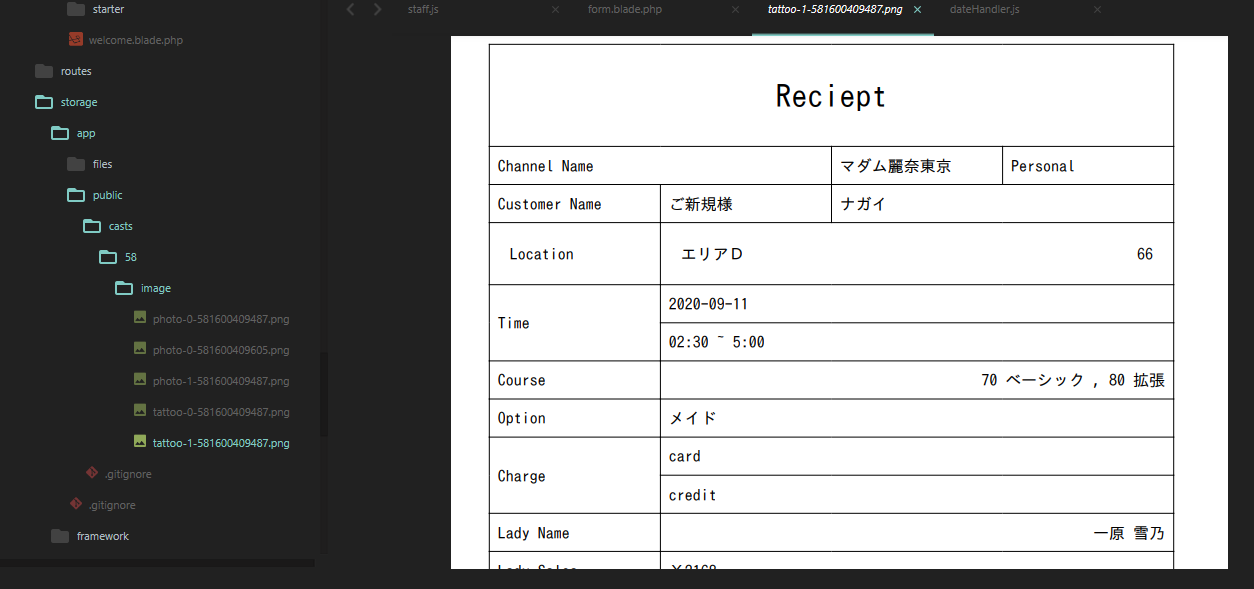 starter
welcome.blade.php
routes
storage
app
files
public
casts
58
image
photo-0-581600409487.png
photo-0-581600409605.png
photo-1-581600409487.png
tattoo-0-581600409487.png
tattoo-1-581600409487.png
.gitignore
.gitignore
framework
staff.js × form.blade.php × tattoo-1-581600409487.png × dateHandler.js ×
Reciept
Channel Name マダム麗奈東京 Personal
Customer Name ご新規様 ナガイ
Location エリアD 66
Time
2020-09-11
02:30 ~ 5:00
Course 70 ベーシック , 80 拡張
Option メイド
Charge
card
credit
Lady Name 一原 雪乃
Lady Sales